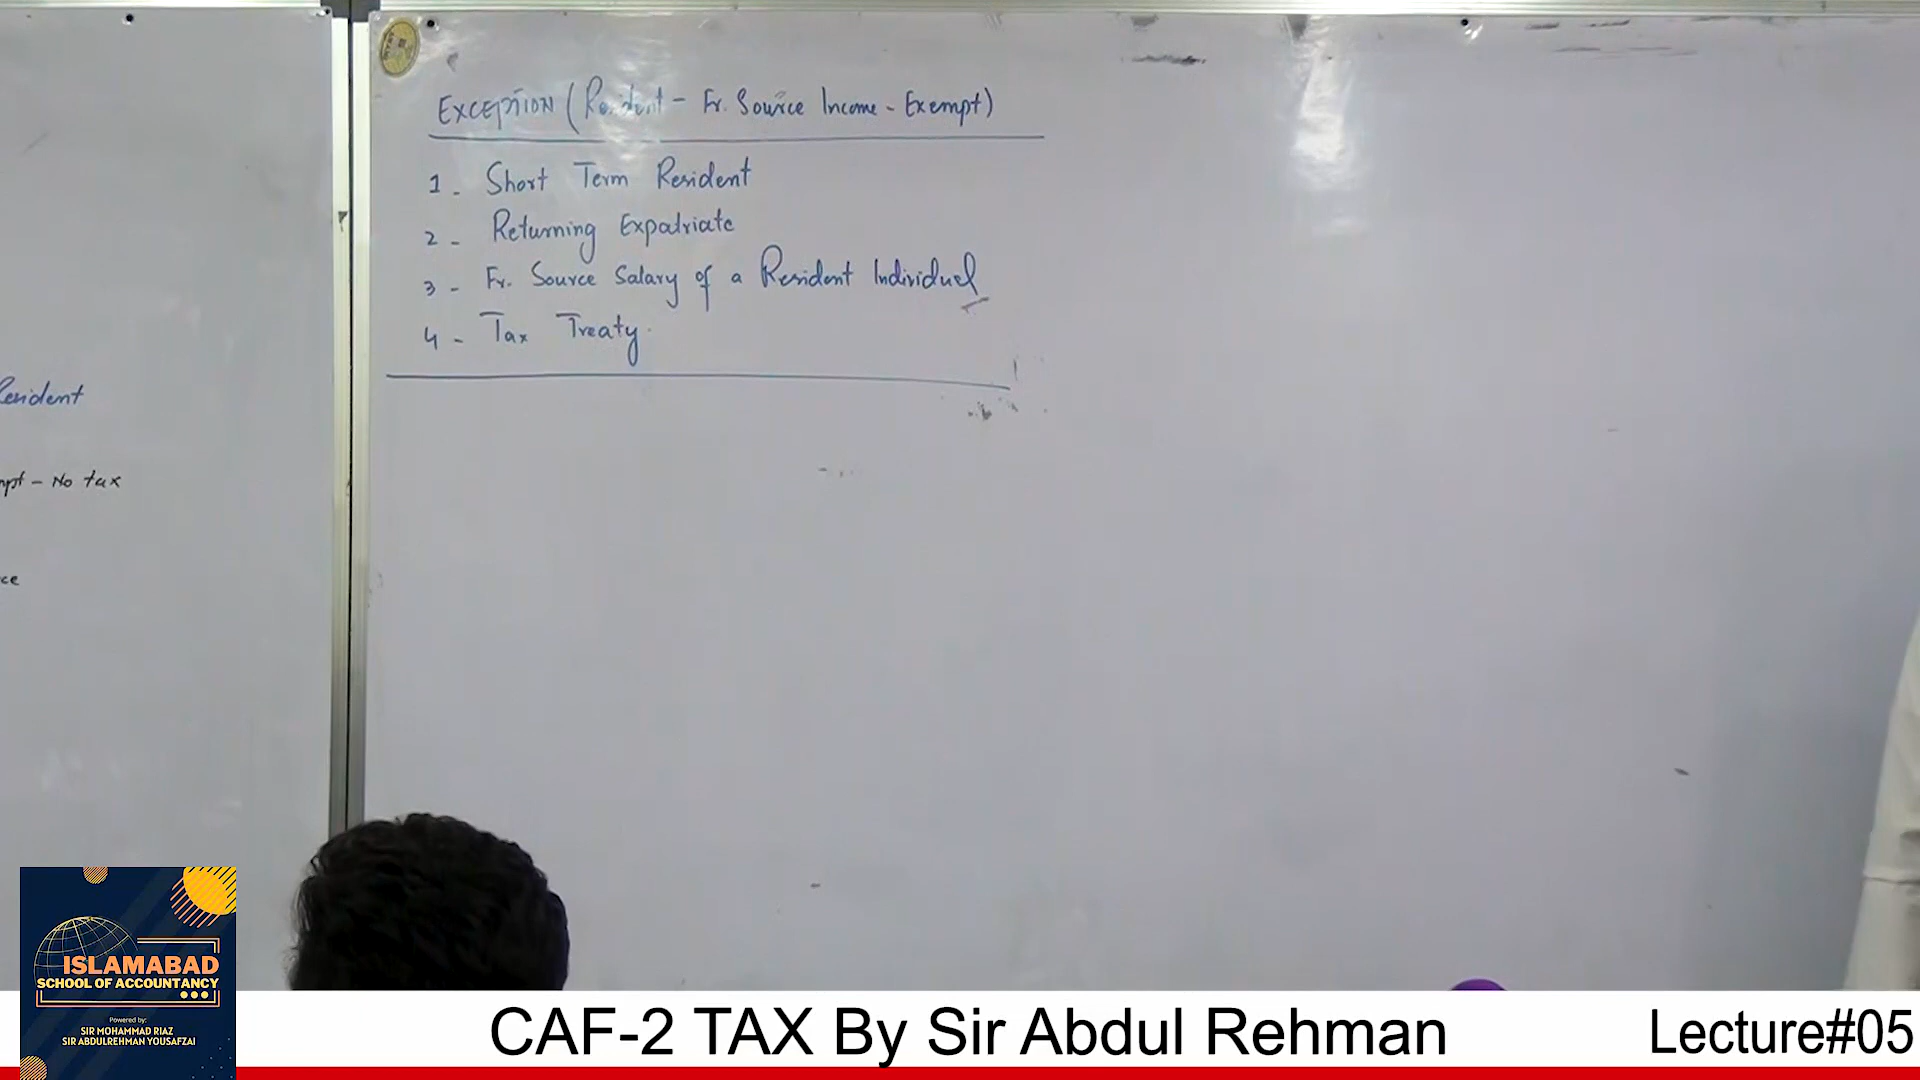 EXCEPTION (Resident - Fr. Source Income - Exempt)
1 - Short Term Resident
2 - Returning Expatriate
3 - Fr. Source Salary of a Resident Individual
4 - Tax Treaty
Resident
mpt - No tax
ce
ISLAMABAD
SCHOOL OF ACCOUNTANCY
Powered by:
SIR MOHAMMAD RIAZ
SIR ABDULREHMAN YOUSAFZAI
CAF-2 TAX By Sir Abdul Rehman
Lecture#05